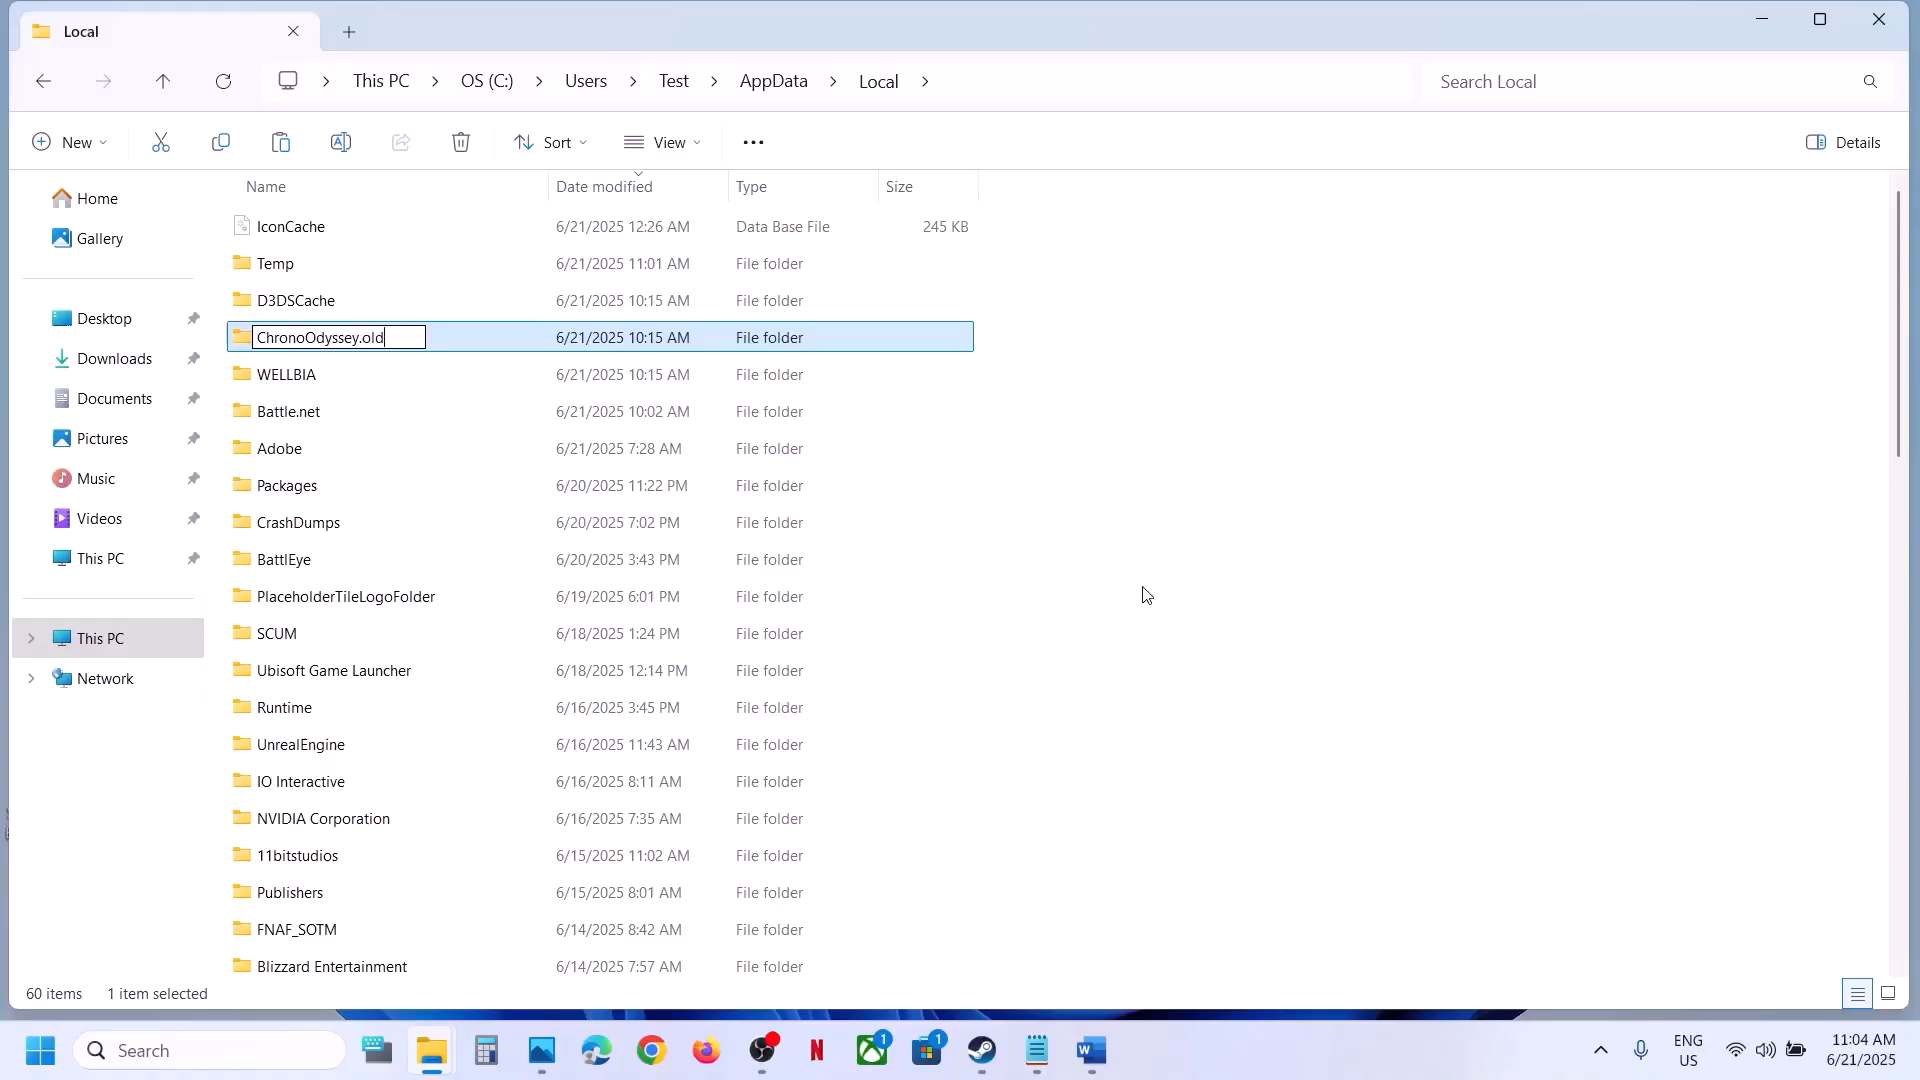 Local
This PC
OS (C:)
Users
Test
AppData
Local
Search Local
New
Sort
View
Details
Name
Date modified
Type
Size
Home
Gallery
Desktop
Downloads
Documents
Pictures
Music
Videos
This PC
This PC
Network
IconCache 6/21/2025 12:26 AM Data Base File 245 KB
Temp 6/21/2025 11:01 AM File folder
D3DSCache 6/21/2025 10:15 AM File folder
ChronoOdyssey.old 6/21/2025 10:15 AM File folder
WELLBIA 6/21/2025 10:15 AM File folder
Battle.net 6/21/2025 10:02 AM File folder
Adobe 6/21/2025 7:28 AM File folder
Packages 6/20/2025 11:22 PM File folder
CrashDumps 6/20/2025 7:02 PM File folder
BattlEye 6/20/2025 3:43 PM File folder
PlaceholderTileLogoFolder 6/19/2025 6:01 PM File folder
SCUM 6/18/2025 1:24 PM File folder
Ubisoft Game Launcher 6/18/2025 12:14 PM File folder
Runtime 6/16/2025 3:45 PM File folder
UnrealEngine 6/16/2025 11:43 AM File folder
IO Interactive 6/16/2025 8:11 AM File folder
NVIDIA Corporation 6/16/2025 7:35 AM File folder
11bitstudios 6/15/2025 11:02 AM File folder
Publishers 6/15/2025 8:01 AM File folder
FNAF_SOTM 6/14/2025 8:42 AM File folder
Blizzard Entertainment 6/14/2025 7:57 AM File folder
60 items 1 item selected
Search
N
1
1
W
ENG
US
11:04 AM
6/21/2025